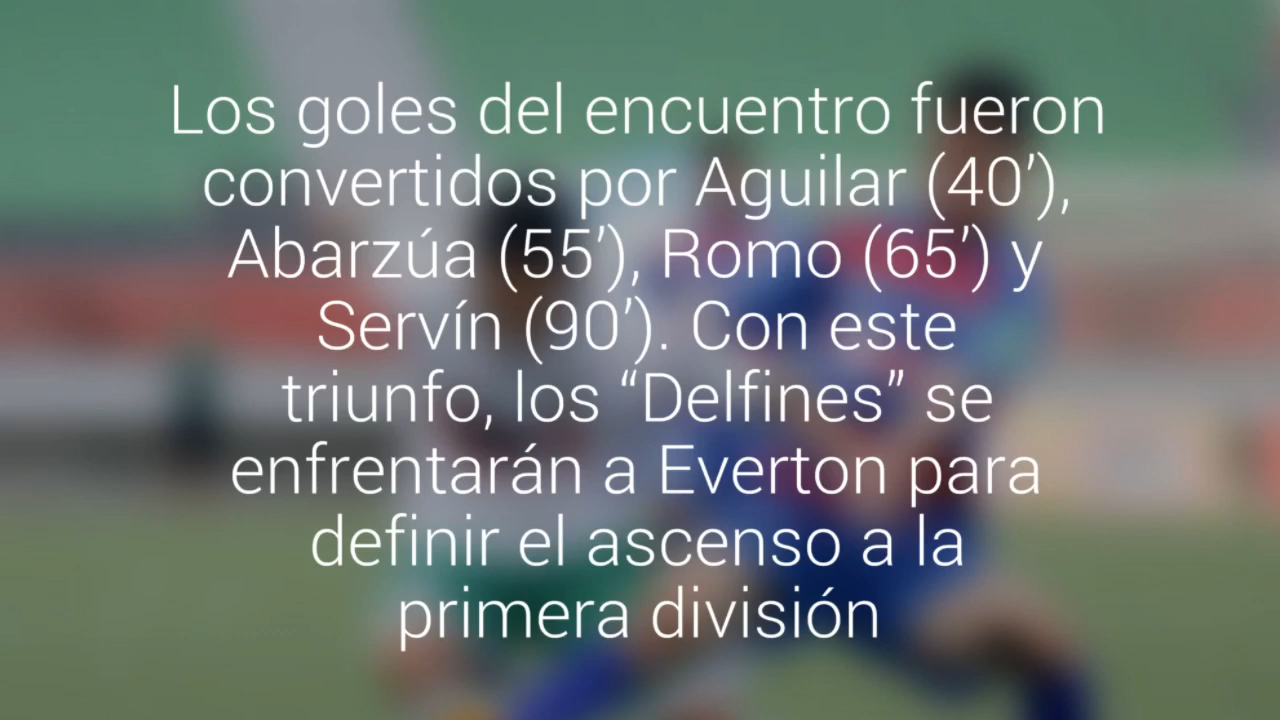 Los goles del encuentro fueron
convertidos por Aguilar (40’),
Abarzúa (55’), Romo (65’) y
Servín (90’). Con este
triunfo, los “Delfines” se
enfrentarán a Everton para
definir el ascenso a la
primera división